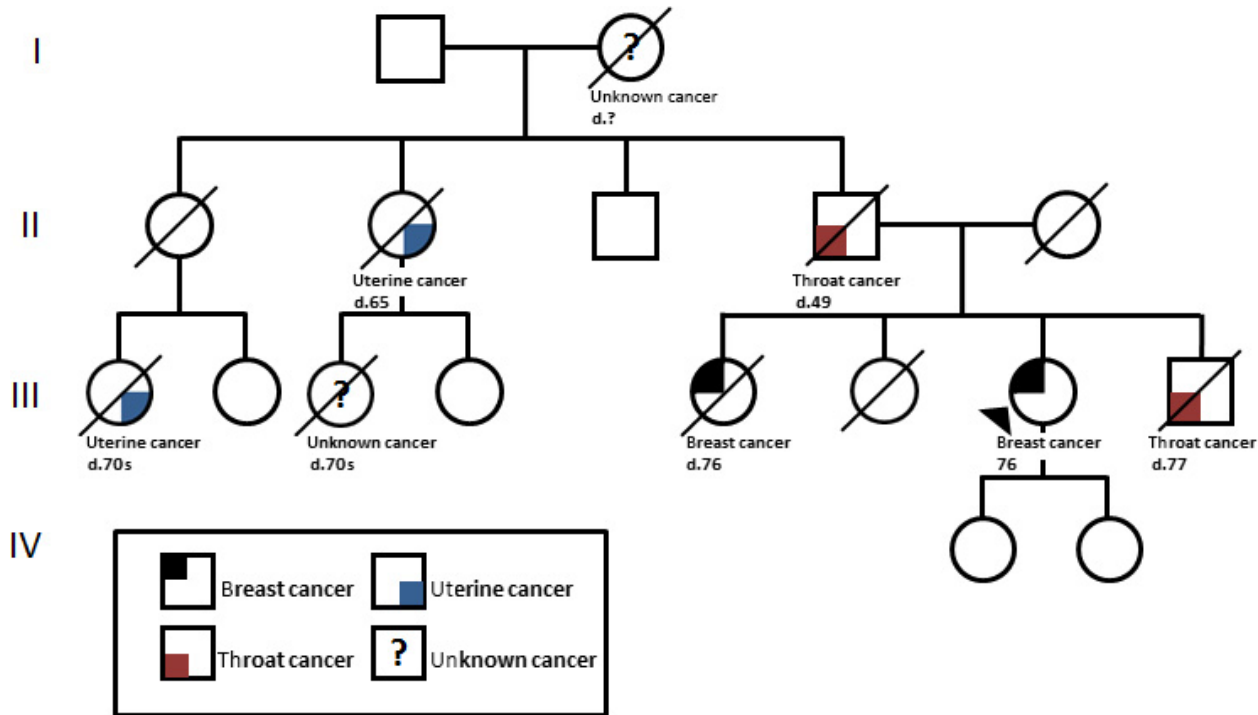 I
?
Unknown cancer
d.?
II
Uterine cancer
d.65
Throat cancer
d.49
III
?
Uterine cancer
d.70s
Unknown cancer
d.70s
Breast cancer
d.76
Breast cancer
76
Throat cancer
d.77
IV
Breast cancer
Uterine cancer
Throat cancer
? Unknown cancer